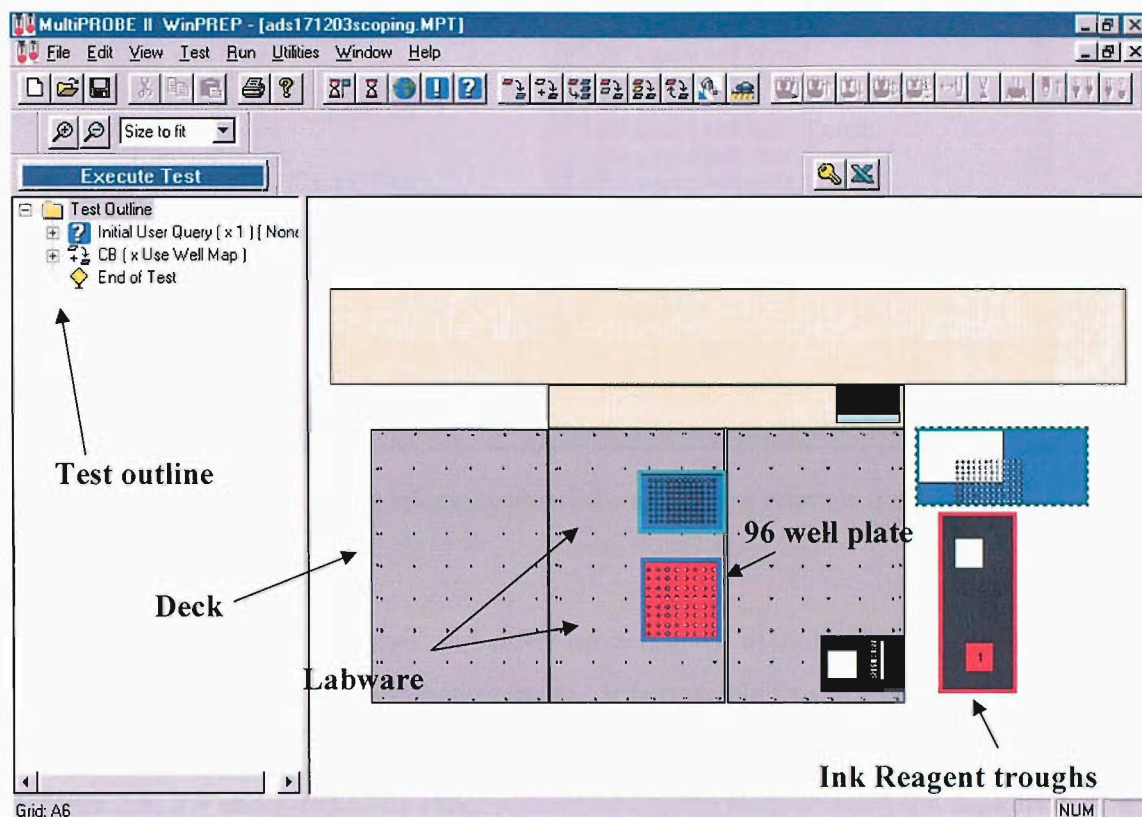 MultiPROBE II WinPREP - [ads171203scoping.MPT]
File Edit View Test Run Utilities Window Help
Size to fit
Execute Test
Test Outline
Initial User Query ( x 1 ) { None
CB ( x Use Well Map )
End of Test
Test outline
96 well plate
Deck
Labware
1
Ink Reagent troughs
Grid: A6
NUM